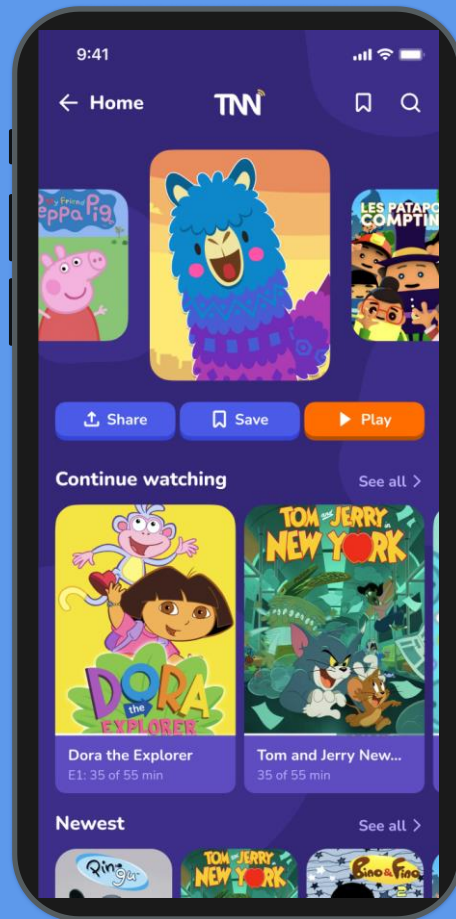 9:41
Home
TNN
My Friend
Peppa Pig
LES PATAPO
COMPTIN
Share
Save
Play
Continue watching
See all
DORA
the
EXPLORER
TOM and JERRY in
NEW YORK
Dora the Explorer
E1: 35 of 55 min
Tom and Jerry New...
35 of 55 min
Newest
See all
Pingu
TOM and JERRY
NEW YORK
Bino & Fino